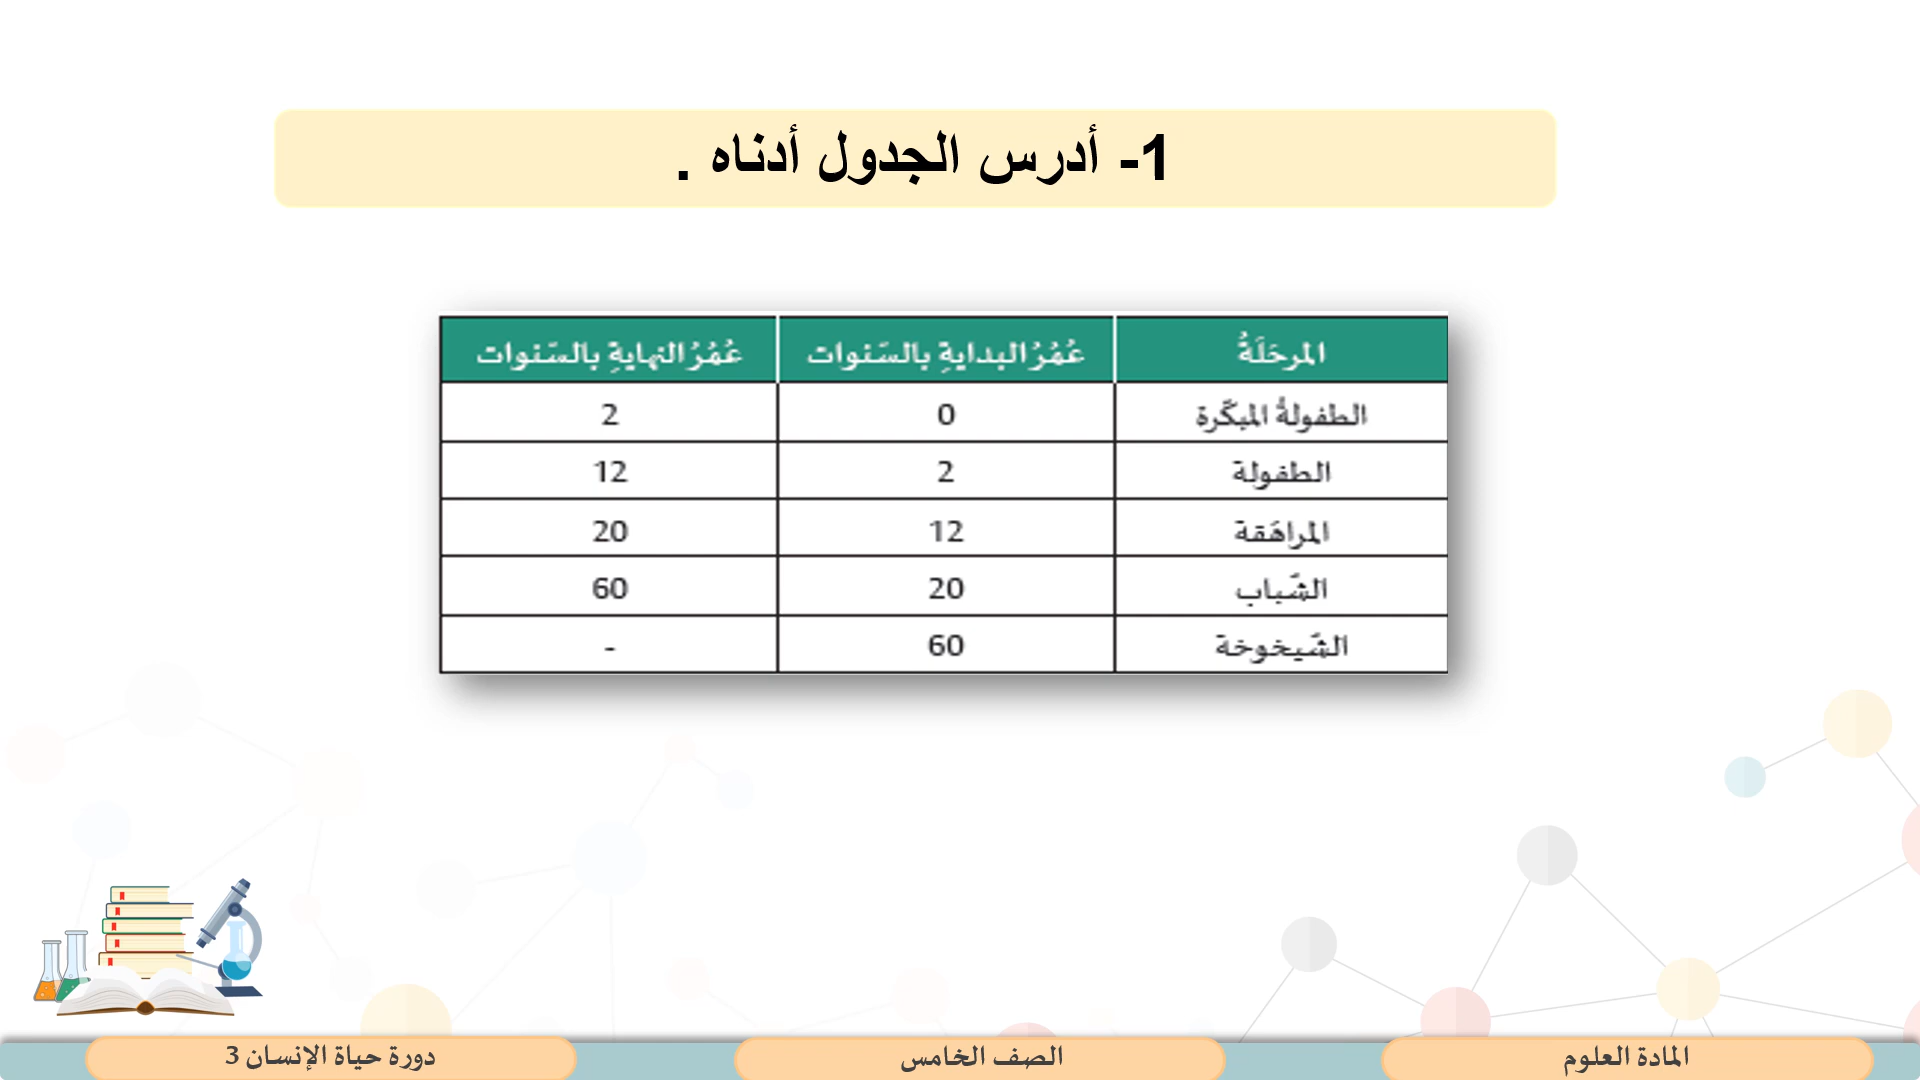 1- أدرس الجدول أدناه .
المرحَلَةُ عُمُرُ البدايةِ بالسّنوات عُمُرُ النهايةِ بالسّنوات
الطفولةُ المبكّرة 0 2
الطفولة 2 12
المراهَقة 12 20
الشّباب 20 60
الشّيخوخة 60 -
المادة العلوم الصف الخامس دورة حياة الإنسان 3